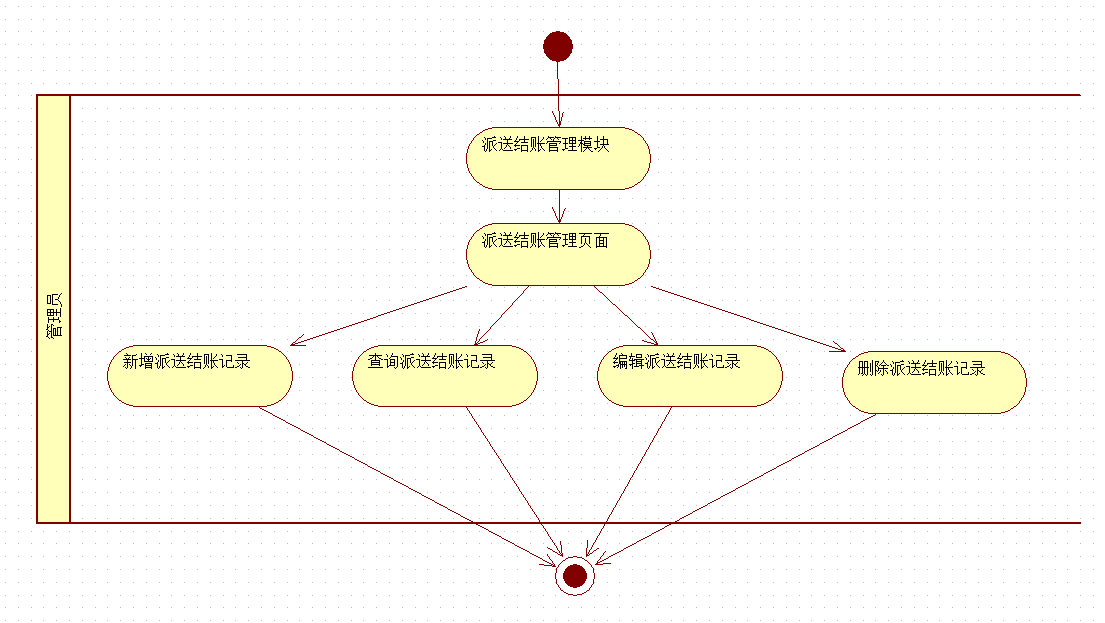 派送结账管理模块
派送结账管理页面
管理员
新增派送结账记录
查询派送结账记录
编辑派送结账记录
删除派送结账记录